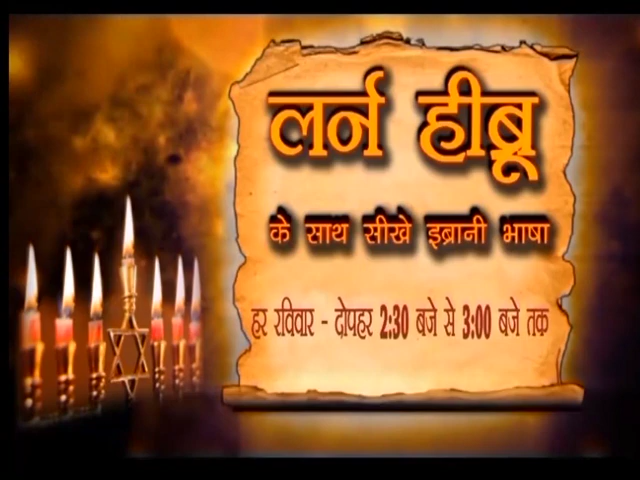 लर्न हीब्रू
के साथ सीखे इब्रानी भाषा
हर रविवार - दोपहर 2:30 बजे से 3:00 बजे तक